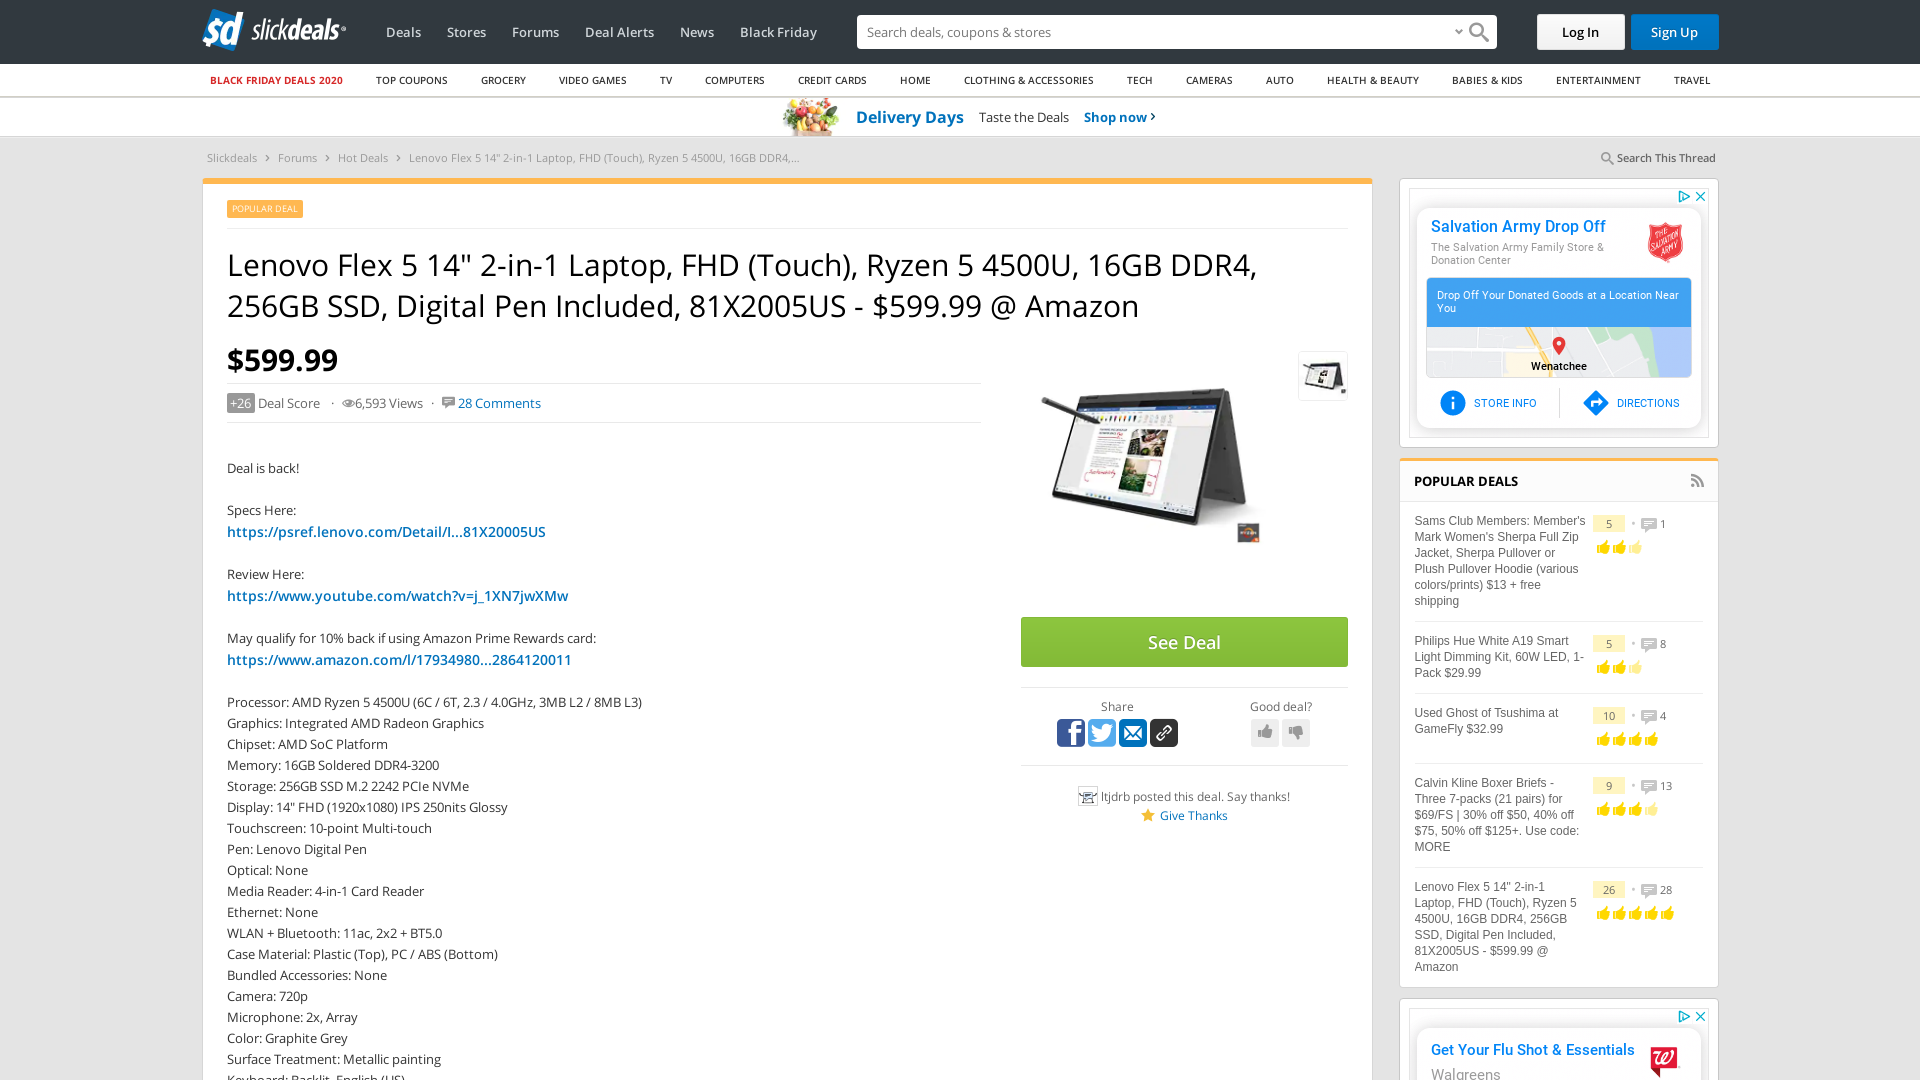 slickdeals
Deals
Stores
Forums
Deal Alerts
News
Black Friday
Search deals, coupons & stores
Log In
Sign Up
BLACK FRIDAY DEALS 2020
TOP COUPONS
GROCERY
VIDEO GAMES
TV
COMPUTERS
CREDIT CARDS
HOME
CLOTHING & ACCESSORIES
TECH
CAMERAS
AUTO
HEALTH & BEAUTY
BABIES & KIDS
ENTERTAINMENT
TRAVEL
Delivery Days Taste the Deals Shop now
Slickdeals > Forums > Hot Deals > Lenovo Flex 5 14" 2-in-1 Laptop, FHD (Touch), Ryzen 5 4500U, 16GB DDR4,...
Search This Thread
POPULAR DEAL
Lenovo Flex 5 14" 2-in-1 Laptop, FHD (Touch), Ryzen 5 4500U, 16GB DDR4,
256GB SSD, Digital Pen Included, 81X2005US - $599.99 @ Amazon
$599.99
+26 Deal Score · 6,593 Views · 28 Comments
Deal is back!
Specs Here:
https://psref.lenovo.com/Detail/I...81X20005US
Review Here:
https://www.youtube.com/watch?v=j_1XN7jwXMw
May qualify for 10% back if using Amazon Prime Rewards card:
https://www.amazon.com/l/17934980...2864120011
Processor: AMD Ryzen 5 4500U (6C / 6T, 2.3 / 4.0GHz, 3MB L2 / 8MB L3)
Graphics: Integrated AMD Radeon Graphics
Chipset: AMD SoC Platform
Memory: 16GB Soldered DDR4-3200
Storage: 256GB SSD M.2 2242 PCIe NVMe
Display: 14" FHD (1920x1080) IPS 250nits Glossy
Touchscreen: 10-point Multi-touch
Pen: Lenovo Digital Pen
Optical: None
Media Reader: 4-in-1 Card Reader
Ethernet: None
WLAN + Bluetooth: 11ac, 2x2 + BT5.0
Case Material: Plastic (Top), PC / ABS (Bottom)
Bundled Accessories: None
Camera: 720p
Microphone: 2x, Array
Color: Graphite Grey
Surface Treatment: Metallic painting
Keyboard: Backlit, English (US)
See Deal
Share
Good deal?
ltjdrb posted this deal. Say thanks!
Give Thanks
Salvation Army Drop Off
The Salvation Army Family Store &
Donation Center
THE
SALVATION
ARMY
Drop Off Your Donated Goods at a Location Near
You
Wenatchee
STORE INFO
DIRECTIONS
POPULAR DEALS
Sams Club Members: Member's
Mark Women's Sherpa Full Zip
Jacket, Sherpa Pullover or
Plush Pullover Hoodie (various
colors/prints) $13 + free
shipping
5 • 1
Philips Hue White A19 Smart
Light Dimming Kit, 60W LED, 1-
Pack $29.99
5 • 8
Used Ghost of Tsushima at
GameFly $32.99
10 • 4
Calvin Kline Boxer Briefs -
Three 7-packs (21 pairs) for
$69/FS | 30% off $50, 40% off
$75, 50% off $125+. Use code:
MORE
9 • 13
Lenovo Flex 5 14" 2-in-1
Laptop, FHD (Touch), Ryzen 5
4500U, 16GB DDR4, 256GB
SSD, Digital Pen Included,
81X2005US - $599.99 @
Amazon
26 • 28
Get Your Flu Shot & Essentials
Walgreens